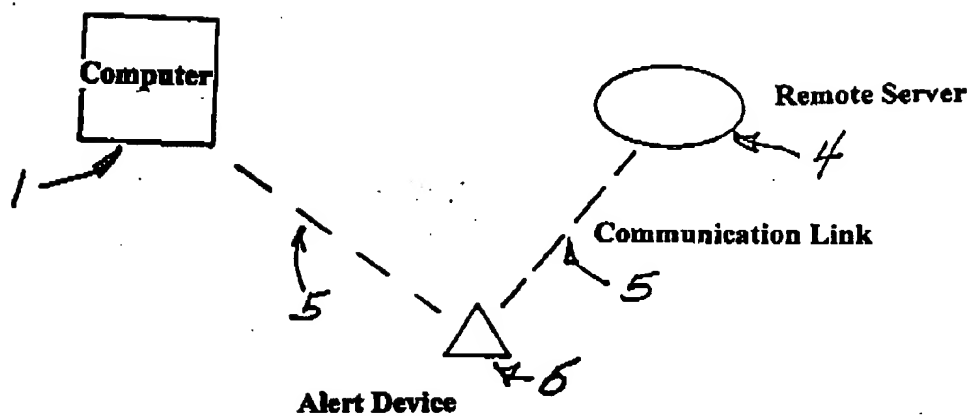 Computer
Remote Server
1
4
Communication Link
5
5
6
Alert Device